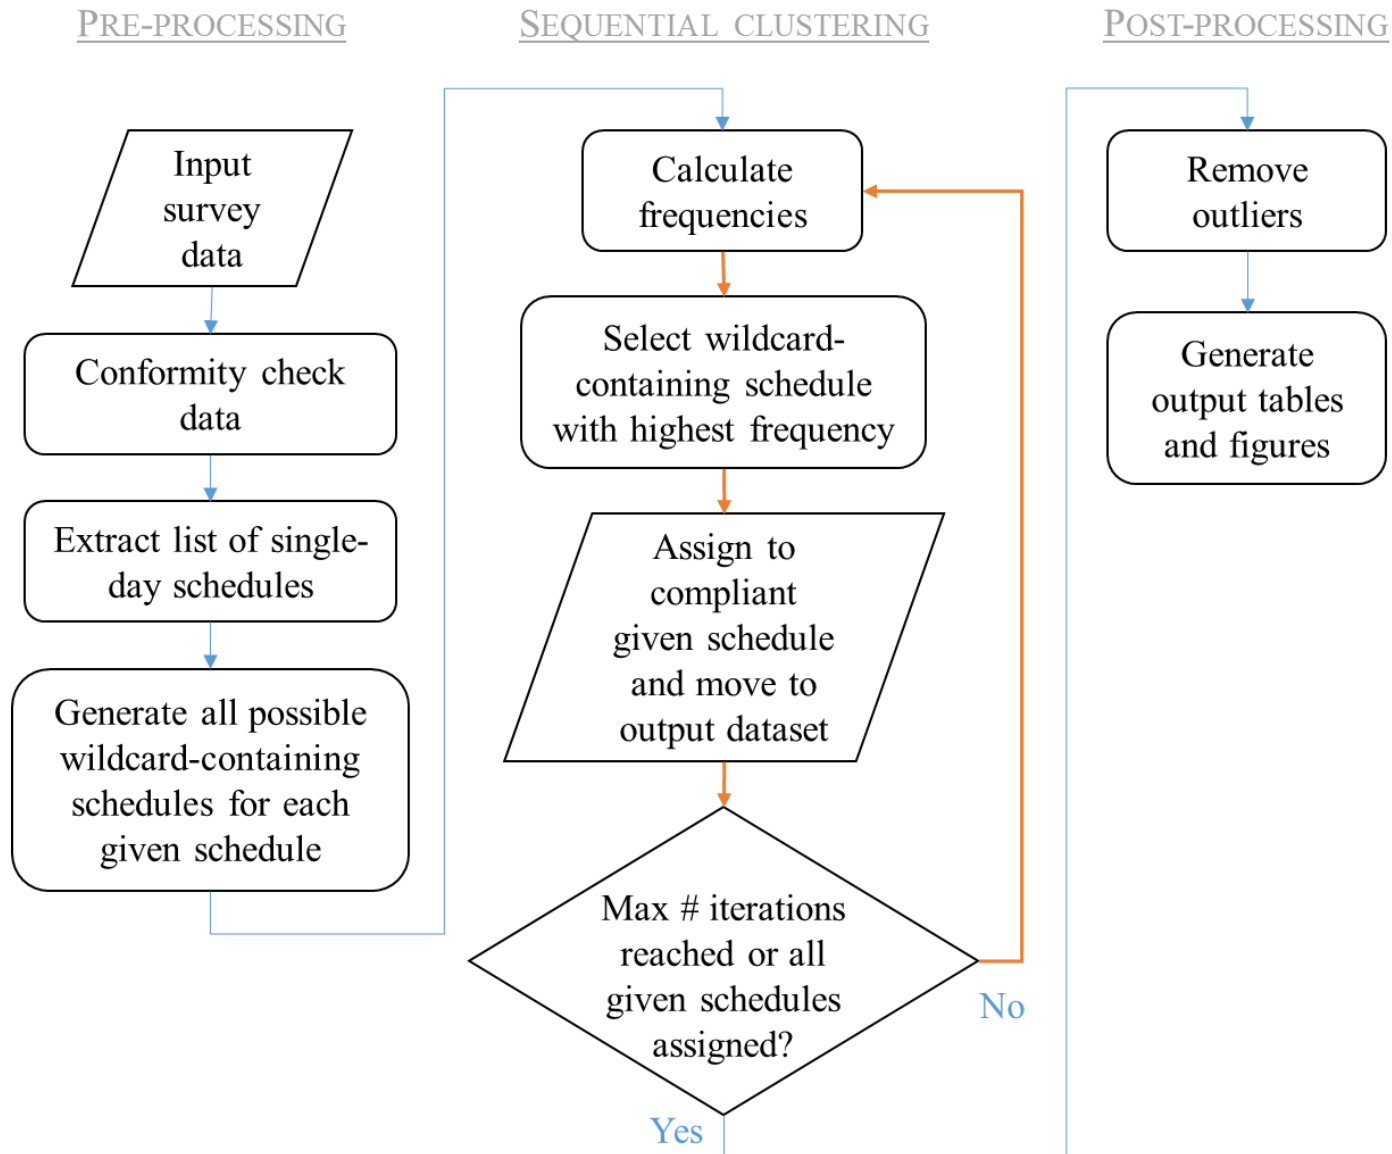 PRE-PROCESSING
Input
survey
data
Conformity check
data
Extract list of single-
day schedules
Generate all possible
wildcard-containing
schedules for each
given schedule
SEQUENTIAL CLUSTERING
Calculate
frequencies
Select wildcard-
containing schedule
with highest frequency
Assign to
compliant
given schedule
and move to
output dataset
Max # iterations
reached or all
given schedules
assigned?
No
Yes
POST-PROCESSING
Remove
outliers
Generate
output tables
and figures